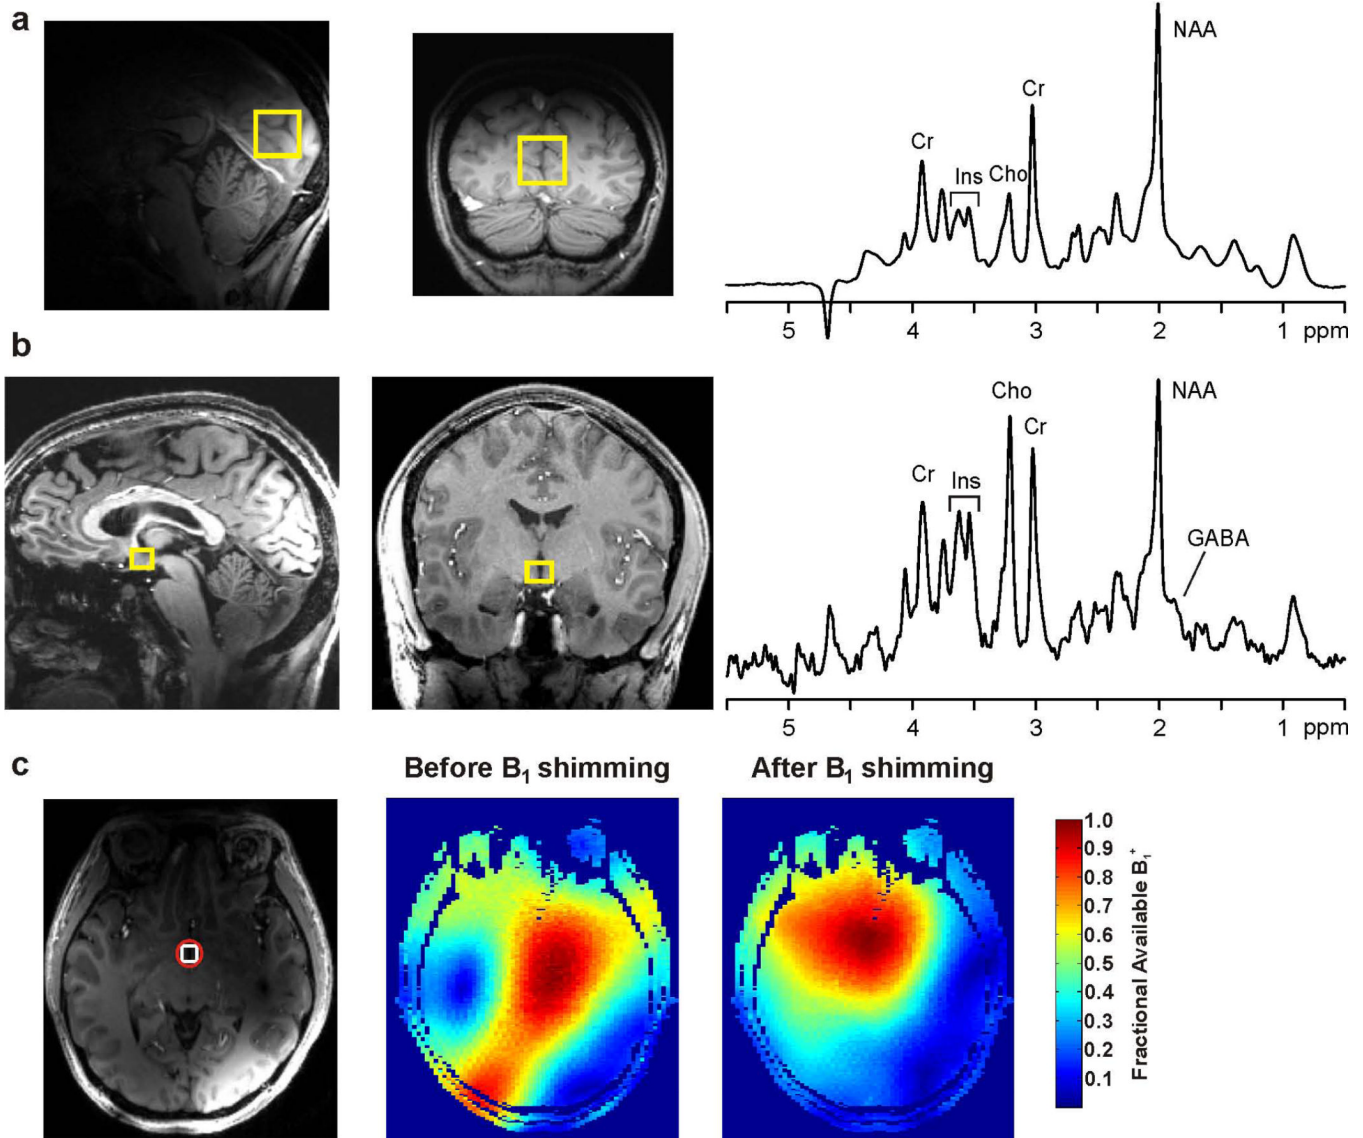 a
NAA
Cr
Cr
Ins
Cho
5 4 3 2 1 ppm
b
Cho
NAA
Cr
Cr
Ins
GABA
5 4 3 2 1 ppm
c
Before B1 shimming
After B1 shimming
1.0
0.9
0.8
0.7
0.6
0.5
0.4
0.3
0.2
0.1
Fractional Available B1+